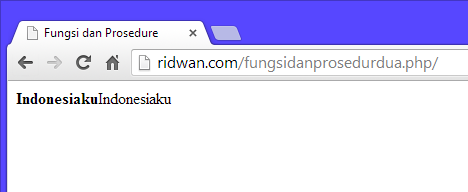 Fungsi dan Prosedure
ridwan.com/fungsidanprosedurdua.php/
IndonesiakuIndonesiaku